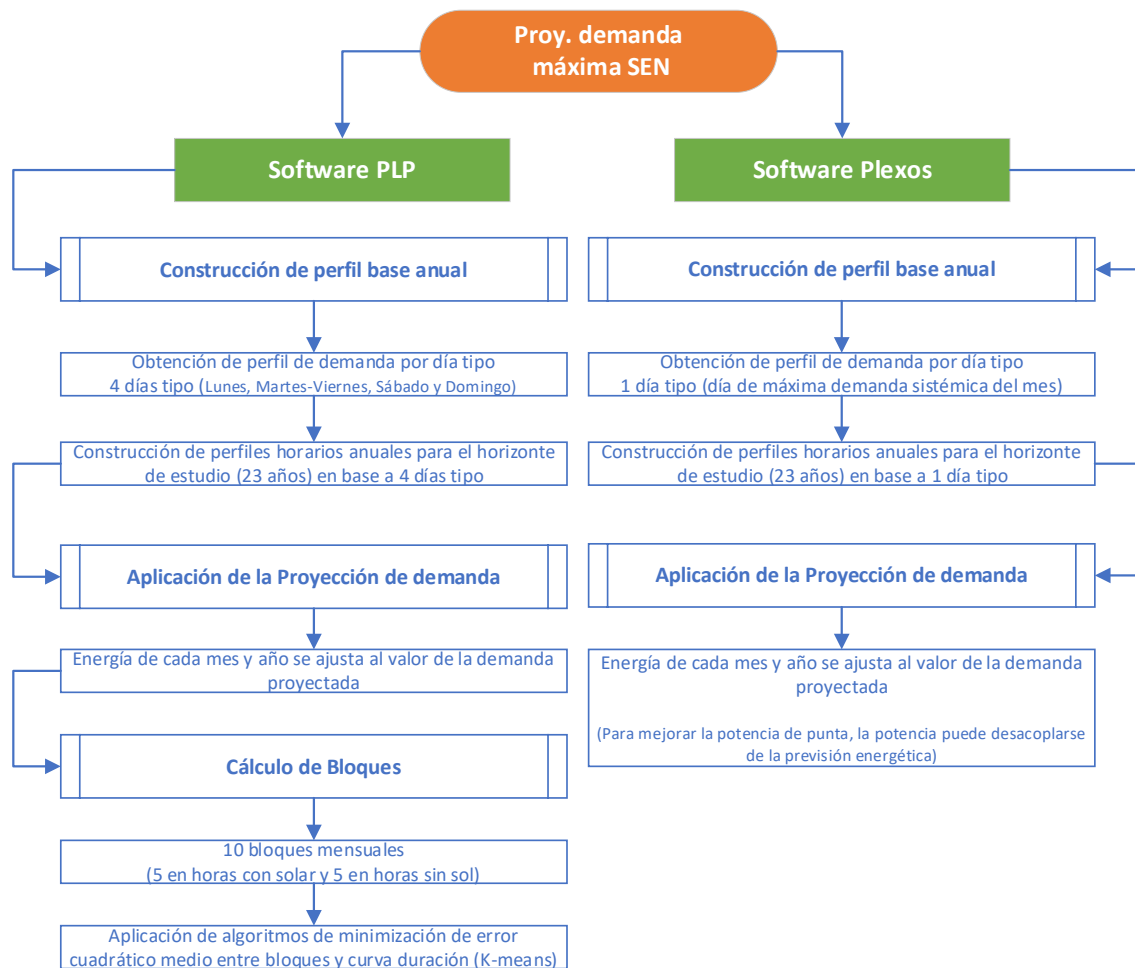 Proy. demanda
máxima SEN
Software PLP
Construcción de perfil base anual
Obtención de perfil de demanda por día tipo
4 días tipo (Lunes, Martes-Viernes, Sábado y Domingo)
Construcción de perfiles horarios anuales para el horizonte
de estudio (23 años) en base a 4 días tipo
Aplicación de la Proyección de demanda
Energía de cada mes y año se ajusta al valor de la demanda
proyectada
Cálculo de Bloques
10 bloques mensuales
(5 en horas con solar y 5 en horas sin sol)
Aplicación de algoritmos de minimización de error
cuadrático medio entre bloques y curva duración (K-means)
Software Plexos
Construcción de perfil base anual
Obtención de perfil de demanda por día tipo
1 día tipo (día de máxima demanda sistémica del mes)
Construcción de perfiles horarios anuales para el horizonte
de estudio (23 años) en base a 1 día tipo
Aplicación de la Proyección de demanda
Energía de cada mes y año se ajusta al valor de la demanda
proyectada
(Para mejorar la potencia de punta, la potencia puede desacoplarse
de la previsión energética)